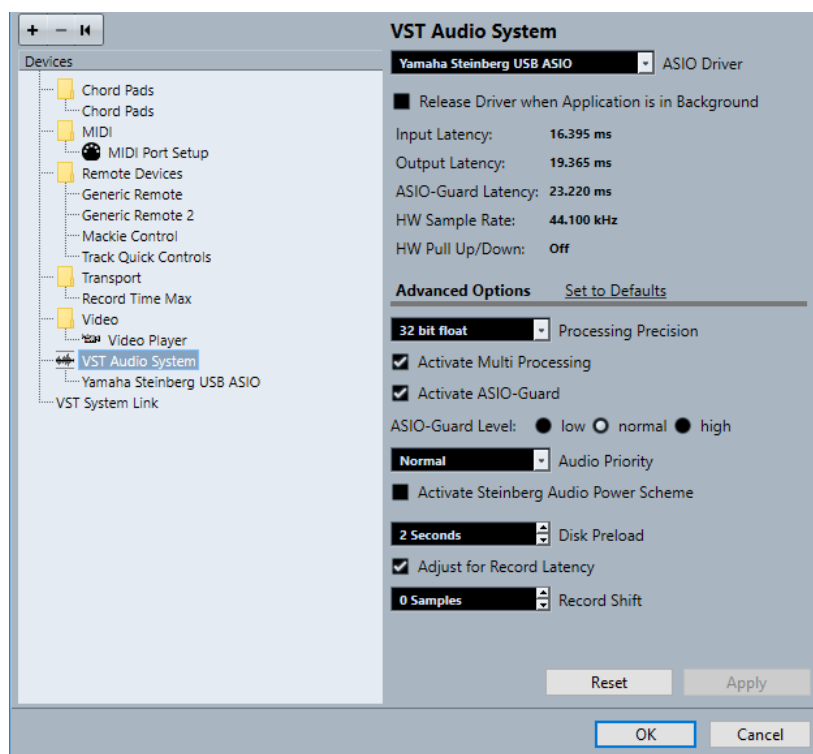 Devices
Chord Pads
Chord Pads
MIDI
MIDI Port Setup
Remote Devices
Generic Remote
Generic Remote 2
Mackie Control
Track Quick Controls
Transport
Record Time Max
Video
Video Player
VST Audio System
Yamaha Steinberg USB ASIO
VST System Link
VST Audio System
Yamaha Steinberg USB ASIO ASIO Driver
Release Driver when Application is in Background
Input Latency: 16.395 ms
Output Latency: 19.365 ms
ASIO-Guard Latency: 23.220 ms
HW Sample Rate: 44.100 kHz
HW Pull Up/Down: Off
Advanced Options Set to Defaults
32 bit float Processing Precision
Activate Multi Processing
Activate ASIO-Guard
ASIO-Guard Level: low normal high
Normal Audio Priority
Activate Steinberg Audio Power Scheme
2 Seconds Disk Preload
Adjust for Record Latency
0 Samples Record Shift
Reset Apply
OK Cancel